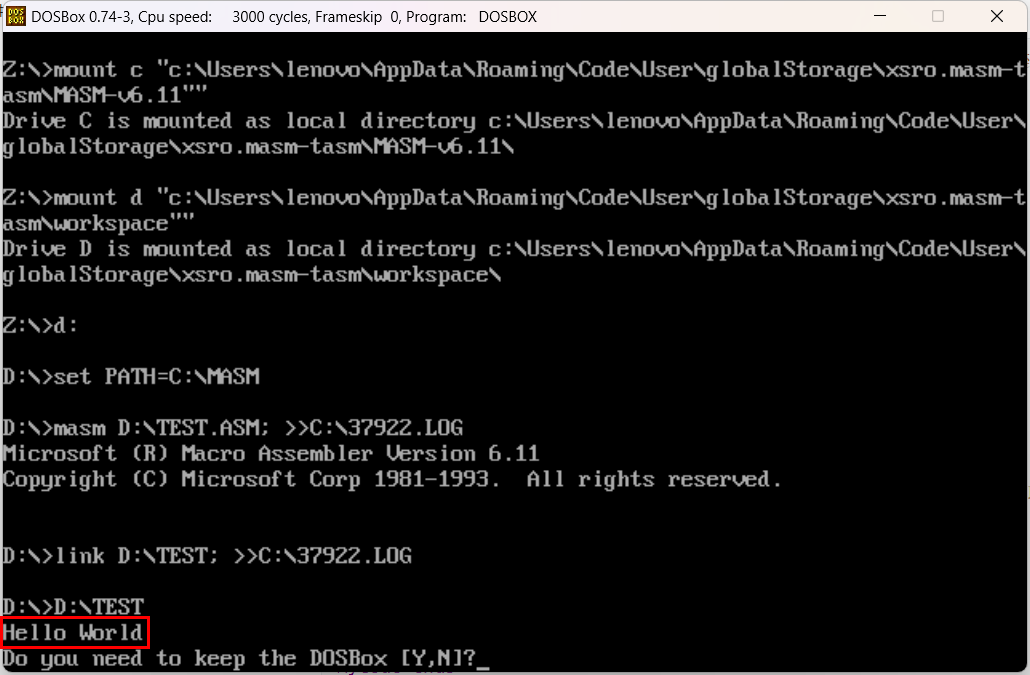 DOSBox 0.74-3, Cpu speed: 3000 cycles, Frameskip 0, Program: DOSBOX
Z:\>mount c "c:\Users\lenovo\AppData\Roaming\Code\User\globalStorage\xsro.masm-t
asm\MASM-v6.11""
Drive C is mounted as local directory c:\Users\lenovo\AppData\Roaming\Code\User\
globalStorage\xsro.masm-tasm\MASM-v6.11\
Z:\>mount d "c:\Users\lenovo\AppData\Roaming\Code\User\globalStorage\xsro.masm-t
asm\workspace""
Drive D is mounted as local directory c:\Users\lenovo\AppData\Roaming\Code\User\
globalStorage\xsro.masm-tasm\workspace\
Z:\>d:
D:\>set PATH=C:\MASM
D:\>masm D:\TEST.ASM; >>C:\37922.LOG
Microsoft (R) Macro Assembler Version 6.11
Copyright (C) Microsoft Corp 1981-1993.  All rights reserved.
D:\>link D:\TEST; >>C:\37922.LOG
D:\>D:\TEST
Hello World
Do you need to keep the DOSBox [Y,N]?_